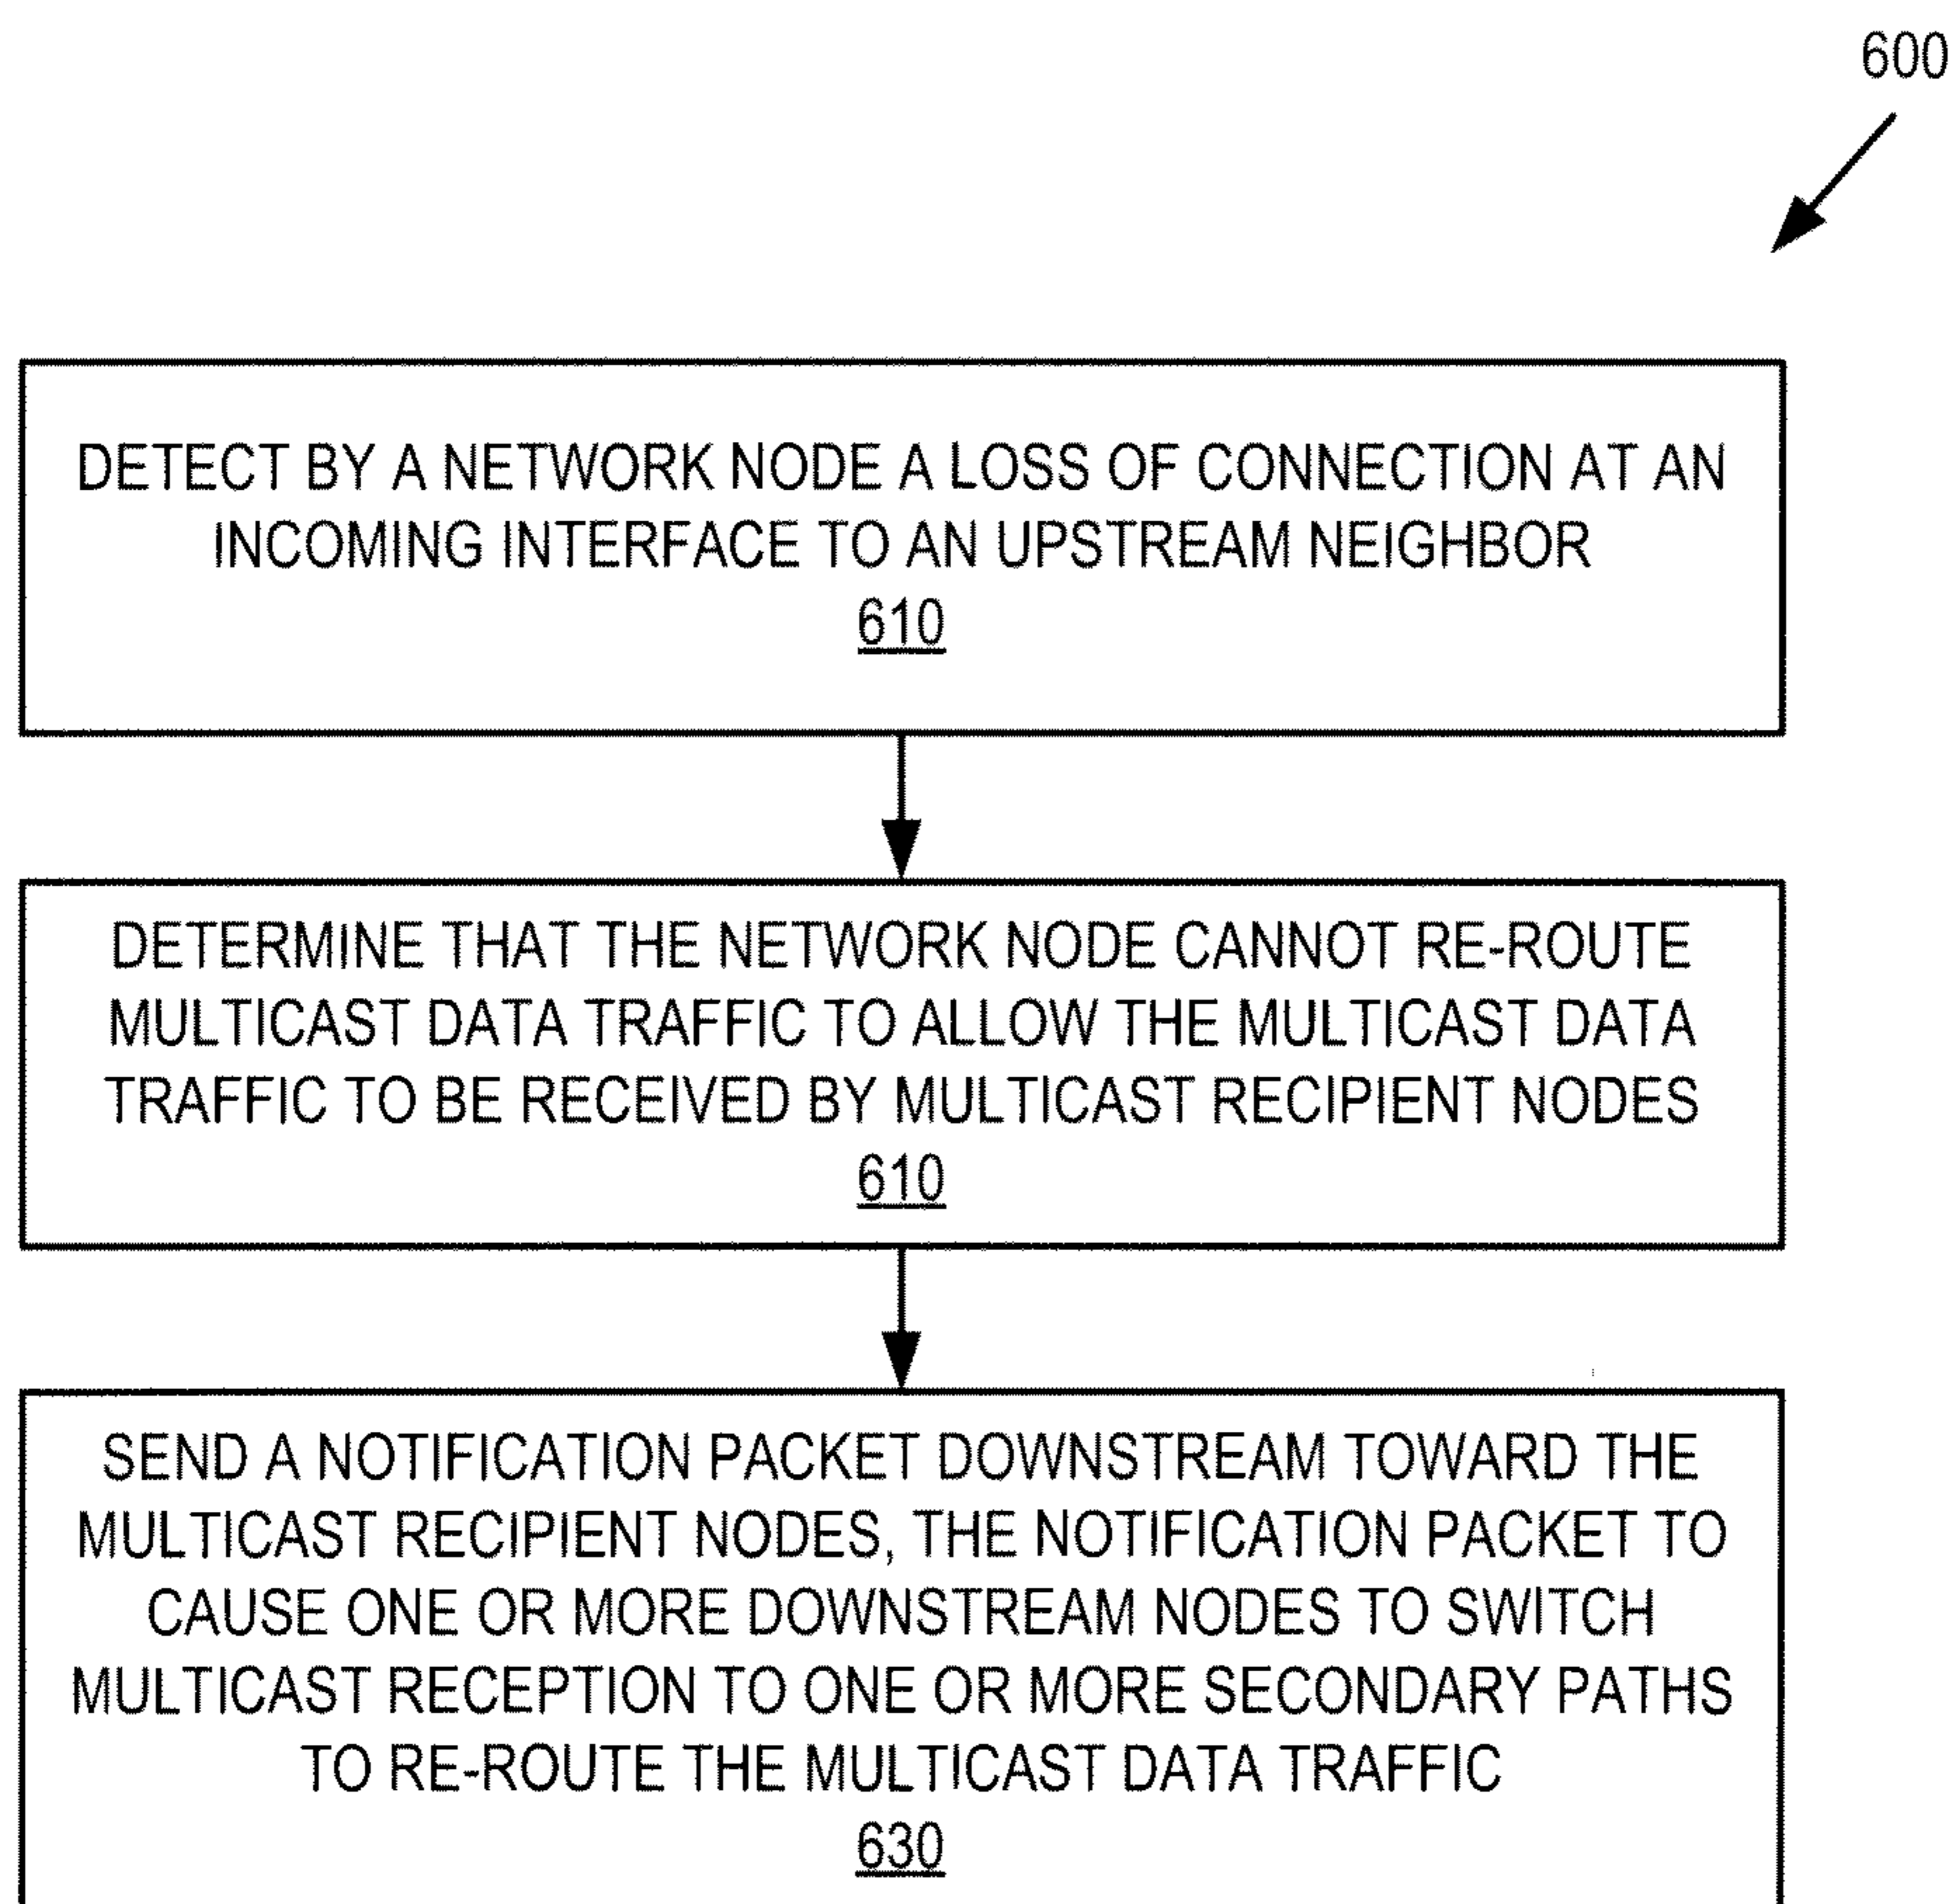 600
DETECT BY A NETWORK NODE A LOSS OF CONNECTION AT AN
INCOMING INTERFACE TO AN UPSTREAM NEIGHBOR
610
DETERMINE THAT THE NETWORK NODE CANNOT RE-ROUTE
MULTICAST DATA TRAFFIC TO ALLOW THE MULTICAST DATA
TRAFFIC TO BE RECEIVED BY MULTICAST RECIPIENT NODES
610
SEND A NOTIFICATION PACKET DOWNSTREAM TOWARD THE
MULTICAST RECIPIENT NODES, THE NOTIFICATION PACKET TO
CAUSE ONE OR MORE DOWNSTREAM NODES TO SWITCH
MULTICAST RECEPTION TO ONE OR MORE SECONDARY PATHS
TO RE-ROUTE THE MULTICAST DATA TRAFFIC
630